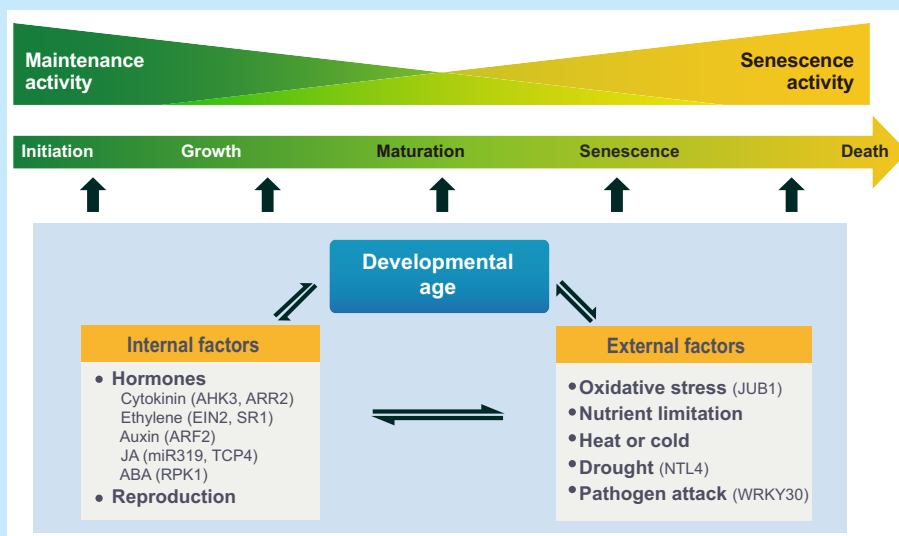 Maintenance
activity
Senescence
activity
Initiation
Growth
Maturation
Senescence
Death
Developmental
age
Internal factors
• Hormones
Cytokinin (AHK3, ARR2)
Ethylene (EIN2, SR1)
Auxin (ARF2)
JA (miR319, TCP4)
ABA (RPK1)
• Reproduction
External factors
• Oxidative stress (JUB1)
• Nutrient limitation
• Heat or cold
• Drought (NTL4)
• Pathogen attack (WRKY30)